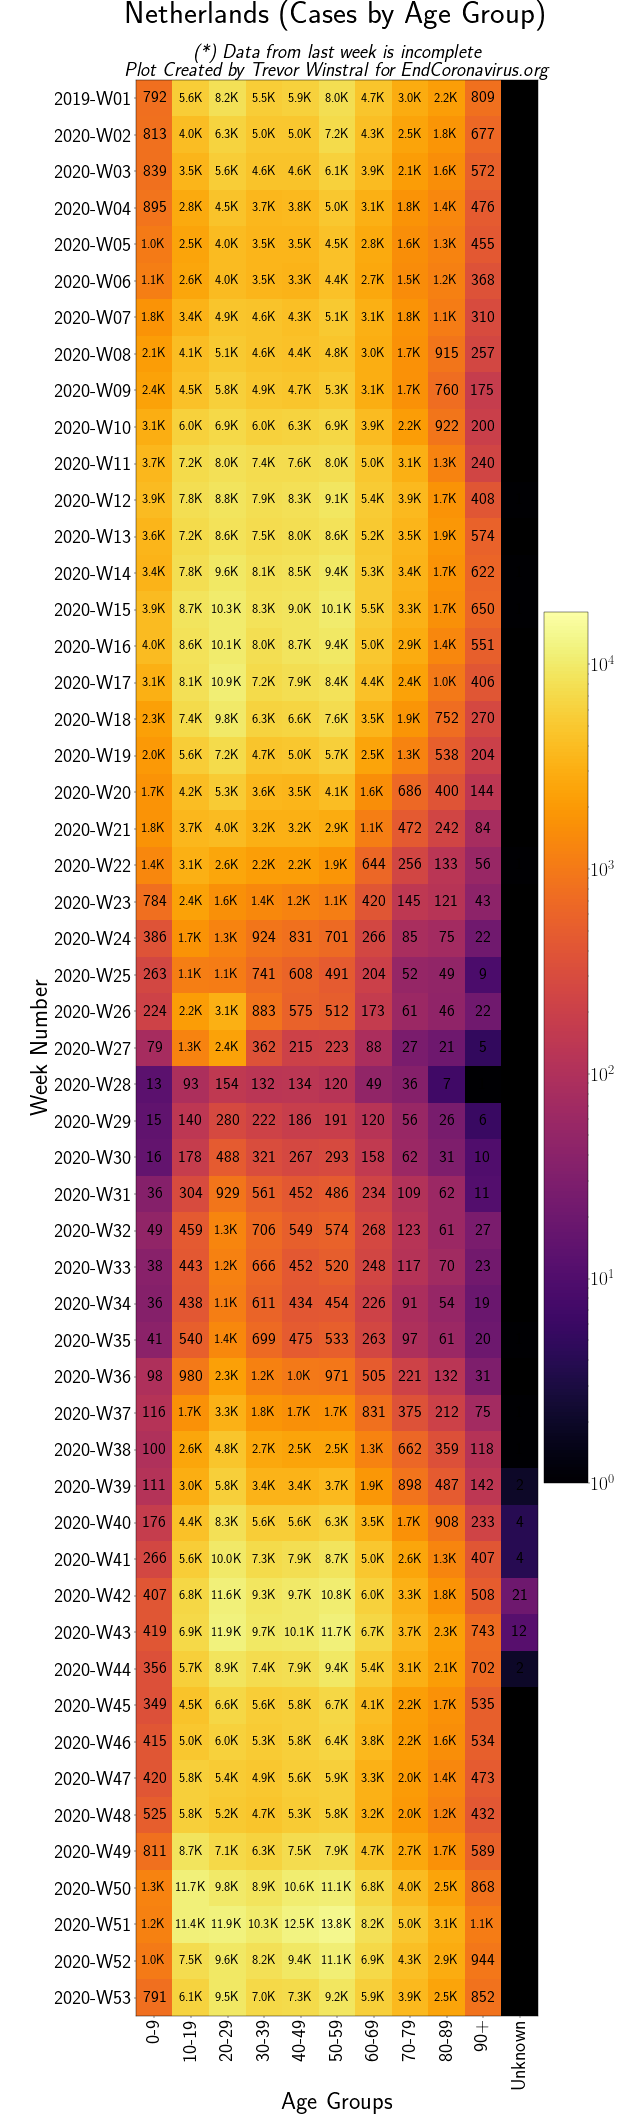 Netherlands (Cases by Age Group)
(*) Data from last week is incomplete
Plot Created by Trevor Winstral for EndCoronavirus.org
2019-W01 792 5.6K 8.2K 5.5K 5.9K 8.0K 4.7K 3.0K 2.2K 809
2020-W02 813 4.0K 6.3K 5.0K 5.0K 7.2K 4.3K 2.5K 1.8K 677
2020-W03 839 3.5K 5.6K 4.6K 4.6K 6.1K 3.9K 2.1K 1.6K 572
2020-W04 895 2.8K 4.5K 3.7K 3.8K 5.0K 3.1K 1.8K 1.4K 476
2020-W05 1.0K 2.5K 4.0K 3.5K 3.5K 4.5K 2.8K 1.6K 1.3K 455
2020-W06 1.1K 2.6K 4.0K 3.5K 3.3K 4.4K 2.7K 1.5K 1.2K 368
2020-W07 1.8K 3.4K 4.9K 4.6K 4.3K 5.1K 3.1K 1.8K 1.1K 310
2020-W08 2.1K 4.1K 5.1K 4.6K 4.4K 4.8K 3.0K 1.7K 915 257
2020-W09 2.4K 4.5K 5.8K 4.9K 4.7K 5.3K 3.1K 1.7K 760 175
2020-W10 3.1K 6.0K 6.9K 6.0K 6.3K 6.9K 3.9K 2.2K 922 200
2020-W11 3.7K 7.2K 8.0K 7.4K 7.6K 8.0K 5.0K 3.1K 1.3K 240
2020-W12 3.9K 7.8K 8.8K 7.9K 8.3K 9.1K 5.4K 3.9K 1.7K 408
2020-W13 3.6K 7.2K 8.6K 7.5K 8.0K 8.6K 5.2K 3.5K 1.9K 574
2020-W14 3.4K 7.8K 9.6K 8.1K 8.5K 9.4K 5.3K 3.4K 1.7K 622
2020-W15 3.9K 8.7K 10.3K 8.3K 9.0K 10.1K 5.5K 3.3K 1.7K 650
2020-W16 4.0K 8.6K 10.1K 8.0K 8.7K 9.4K 5.0K 2.9K 1.4K 551
2020-W17 3.1K 8.1K 10.9K 7.2K 7.9K 8.4K 4.4K 2.4K 1.0K 406
2020-W18 2.3K 7.4K 9.8K 6.3K 6.6K 7.6K 3.5K 1.9K 752 270
2020-W19 2.0K 5.6K 7.2K 4.7K 5.0K 5.7K 2.5K 1.3K 538 204
2020-W20 1.7K 4.2K 5.3K 3.6K 3.5K 4.1K 1.6K 686 400 144
2020-W21 1.8K 3.7K 4.0K 3.2K 3.2K 2.9K 1.1K 472 242 84
2020-W22 1.4K 3.1K 2.6K 2.2K 2.2K 1.9K 644 256 133 56
2020-W23 784 2.4K 1.6K 1.4K 1.2K 1.1K 420 145 121 43
2020-W24 386 1.7K 1.3K 924 831 701 266 85 75 22
2020-W25 263 1.1K 1.1K 741 608 491 204 52 49 9
2020-W26 224 2.2K 3.1K 883 575 512 173 61 46 22
2020-W27 79 1.3K 2.4K 362 215 223 88 27 21 5
2020-W28 13 93 154 132 134 120 49 36 7
2020-W29 15 140 280 222 186 191 120 56 26 6
2020-W30 16 178 488 321 267 293 158 62 31 10
2020-W31 36 304 929 561 452 486 234 109 62 11
2020-W32 49 459 1.3K 706 549 574 268 123 61 27
2020-W33 38 443 1.2K 666 452 520 248 117 70 23
2020-W34 36 438 1.1K 611 434 454 226 91 54 19
2020-W35 41 540 1.4K 699 475 533 263 97 61 20
2020-W36 98 980 2.3K 1.2K 1.0K 971 505 221 132 31
2020-W37 116 1.7K 3.3K 1.8K 1.7K 1.7K 831 375 212 75
2020-W38 100 2.6K 4.8K 2.7K 2.5K 2.5K 1.3K 662 359 118
2020-W39 111 3.0K 5.8K 3.4K 3.4K 3.7K 1.9K 898 487 142 2
2020-W40 176 4.4K 8.3K 5.6K 5.6K 6.3K 3.5K 1.7K 908 233 4
2020-W41 266 5.6K 10.0K 7.3K 7.9K 8.7K 5.0K 2.6K 1.3K 407 4
2020-W42 407 6.8K 11.6K 9.3K 9.7K 10.8K 6.0K 3.3K 1.8K 508 21
2020-W43 419 6.9K 11.9K 9.7K 10.1K 11.7K 6.7K 3.7K 2.3K 743 12
2020-W44 356 5.7K 8.9K 7.4K 7.9K 9.4K 5.4K 3.1K 2.1K 702 2
2020-W45 349 4.5K 6.6K 5.6K 5.8K 6.7K 4.1K 2.2K 1.7K 535
2020-W46 415 5.0K 6.0K 5.3K 5.8K 6.4K 3.8K 2.2K 1.6K 534
2020-W47 420 5.8K 5.4K 4.9K 5.6K 5.9K 3.3K 2.0K 1.4K 473
2020-W48 525 5.8K 5.2K 4.7K 5.3K 5.8K 3.2K 2.0K 1.2K 432
2020-W49 811 8.7K 7.1K 6.3K 7.5K 7.9K 4.7K 2.7K 1.7K 589
2020-W50 1.3K 11.7K 9.8K 8.9K 10.6K 11.1K 6.8K 4.0K 2.5K 868
2020-W51 1.2K 11.4K 11.9K 10.3K 12.5K 13.8K 8.2K 5.0K 3.1K 1.1K
2020-W52 1.0K 7.5K 9.6K 8.2K 9.4K 11.1K 6.9K 4.3K 2.9K 944
2020-W53 791 6.1K 9.5K 7.0K 7.3K 9.2K 5.9K 3.9K 2.5K 852
0-9 10-19 20-29 30-39 40-49 50-59 60-69 70-79 80-89 90+ Unknown
Age Groups
Week Number
10⁴
10³
10²
10¹
10⁰